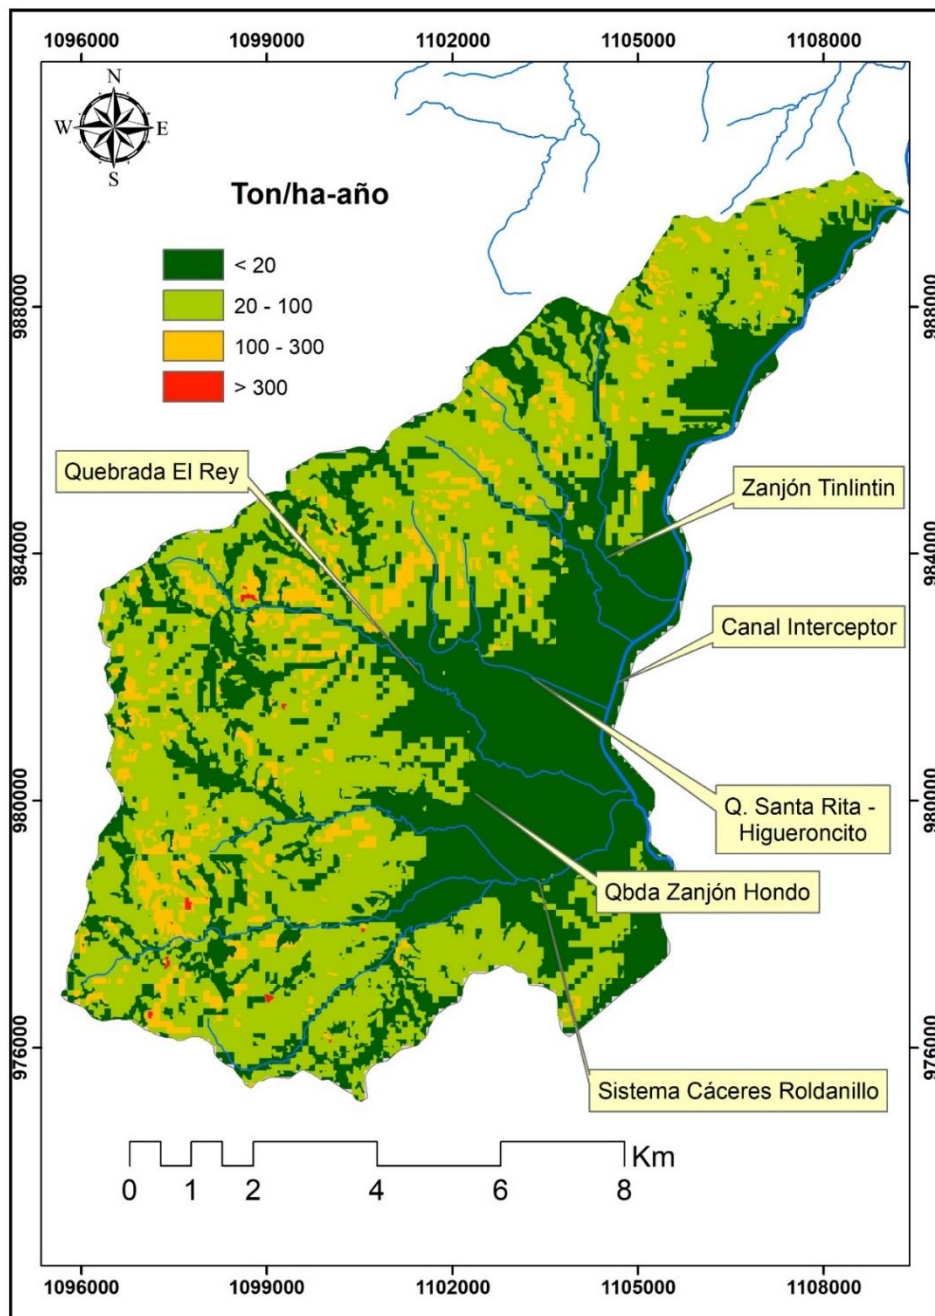 1096000 1099000 1102000 1105000 1108000
N
W E
S
Ton/ha-año
< 20
20 - 100
100 - 300
> 300
988000 988000
Quebrada El Rey
Zanjón Tinlintin
984000 984000
Canal Interceptor
980000 980000
Q. Santa Rita -
Higueroncito
Qbda Zanjón Hondo
976000 976000
Sistema Cáceres Roldanillo
Km
0 1 2 4 6 8
1096000 1099000 1102000 1105000 1108000